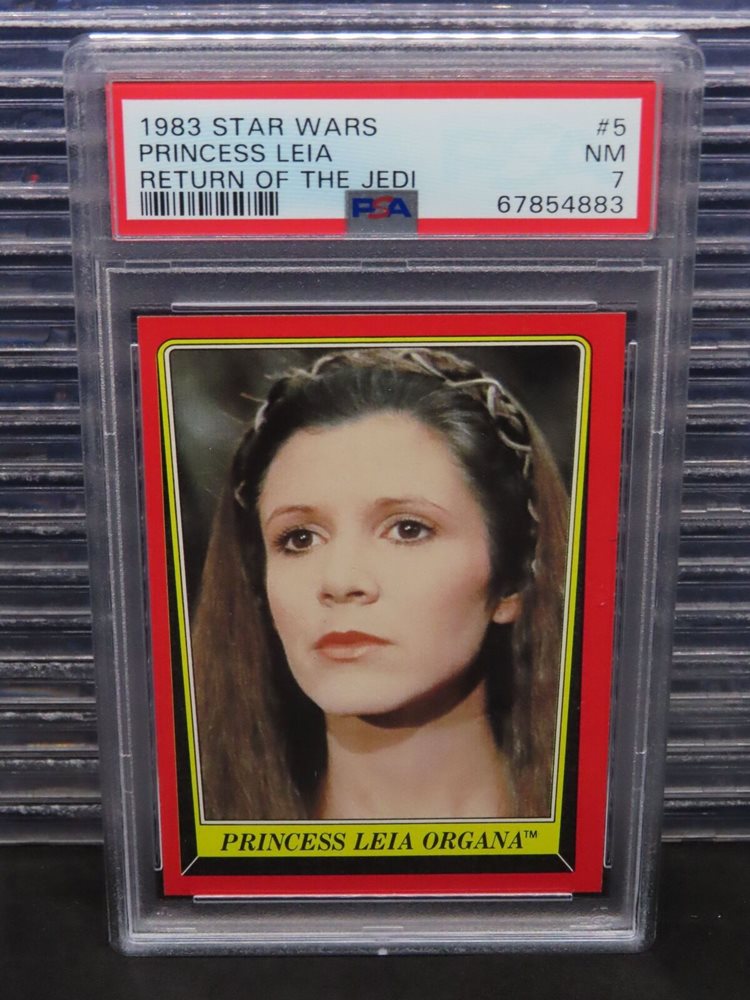 1983 STAR WARS #5
PRINCESS LEIA NM
RETURN OF THE JEDI 7
PSA 67854883
PRINCESS LEIA ORGANA™